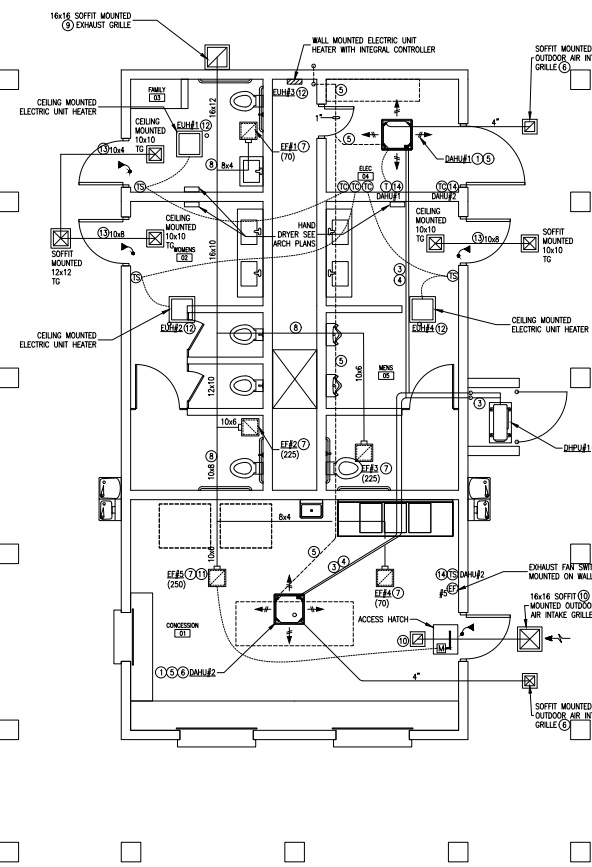 16x16 SOFFIT MOUNTED
⑨ EXHAUST GRILLE
WALL MOUNTED ELECTRIC UNIT
HEATER WITH INTEGRAL CONTROLLER
SOFFIT MOUNTED
OUTDOOR AIR IN
GRILLE ⑥
FAMILY
03
EUH#3 ⑫
⑤
CEILING MOUNTED
ELECTRIC UNIT HEATER
16x12
1"
4"
CEILING
MOUNTED
10x10
TG
EUH#1 ⑫
EF#1 ⑦
(70)
⑤
DAHU#1 ① ⑤
⑬ 10x4
⑧ 8x4
ELEC
04
TS
TC TC TC
T ⑭
DAHU#1
TC ⑭
DAHU#2
CEILING
MOUNTED
10x10
TG
HAND
DRYER SEE
ARCH PLANS
CEILING
MOUNTED
10x10
TG
⑬ 10x8
16x10
⑬ 10x8
SOFFIT
MOUNTED
12x12
TG
WOMENS
02
SOFFIT
MOUNTED
10x10
TG
TS
③
④
TS
EUH#2 ⑫
⑧
EUH#4 ⑫
CEILING MOUNTED
ELECTRIC UNIT HEATER
CEILING MOUNTED
ELECTRIC UNIT HEATER
12x10
⑤
10x6
MENS
05
③
10x6
EF#2 ⑦
(225)
DHPU#1
⑧
10x8
EF#3 ⑦
(225)
8x4
10x8
⑤
③ ④
EXHAUST FAN SWI
MOUNTED ON WALL
⑭ TS DAHU#2
EF
#5
EF#5 ⑦ ⑪
(250)
EF#4 ⑦
(70)
16x16 SOFFIT ⑩
MOUNTED OUTDOO
AIR INTAKE GRILLE
ACCESS HATCH
CONCESSION
01
⑩
M
① ⑤ ⑥ DAHU#2
4"
SOFFIT MOUNTED
OUTDOOR AIR IN
GRILLE ⑥